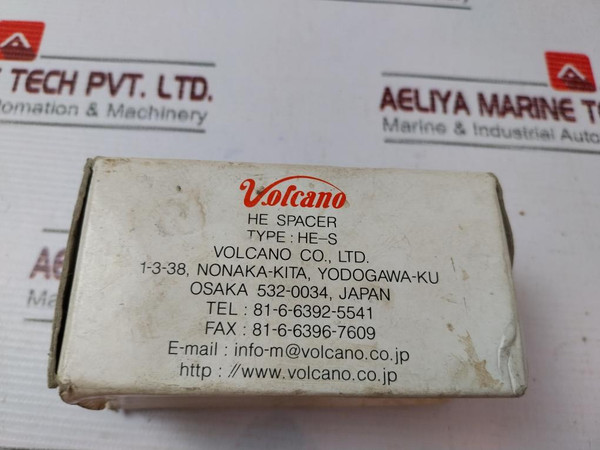 TECH PVT. LTD.
utomation & Machinery
AELIYA MARINE T
Marine & Industrial Auto
Volcano
HE SPACER
TYPE : HE-S
VOLCANO CO., LTD.
1-3-38, NONAKA-KITA, YODOGAWA-KU
OSAKA 532-0034, JAPAN
TEL : 81-6-6392-5541
FAX : 81-6-6396-7609
E-mail : info-m@volcano.co.jp
http : //www.volcano.co.jp